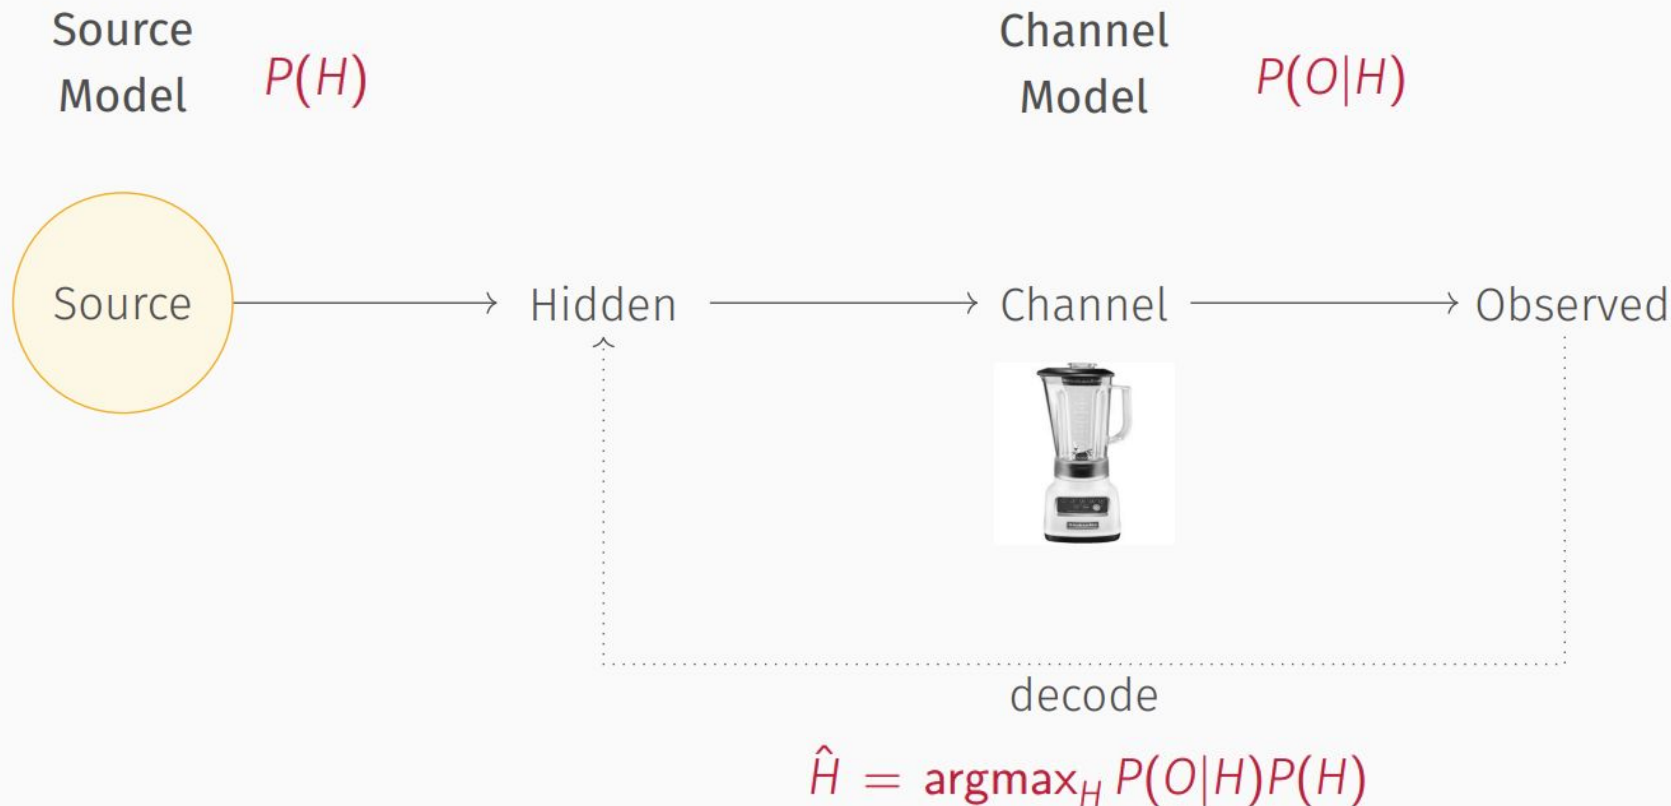 Source
Model
P(H)
Channel
Model
P(O|H)
Source
Hidden
Channel
Observed
decode
Ĥ = argmax_H P(O|H)P(H)